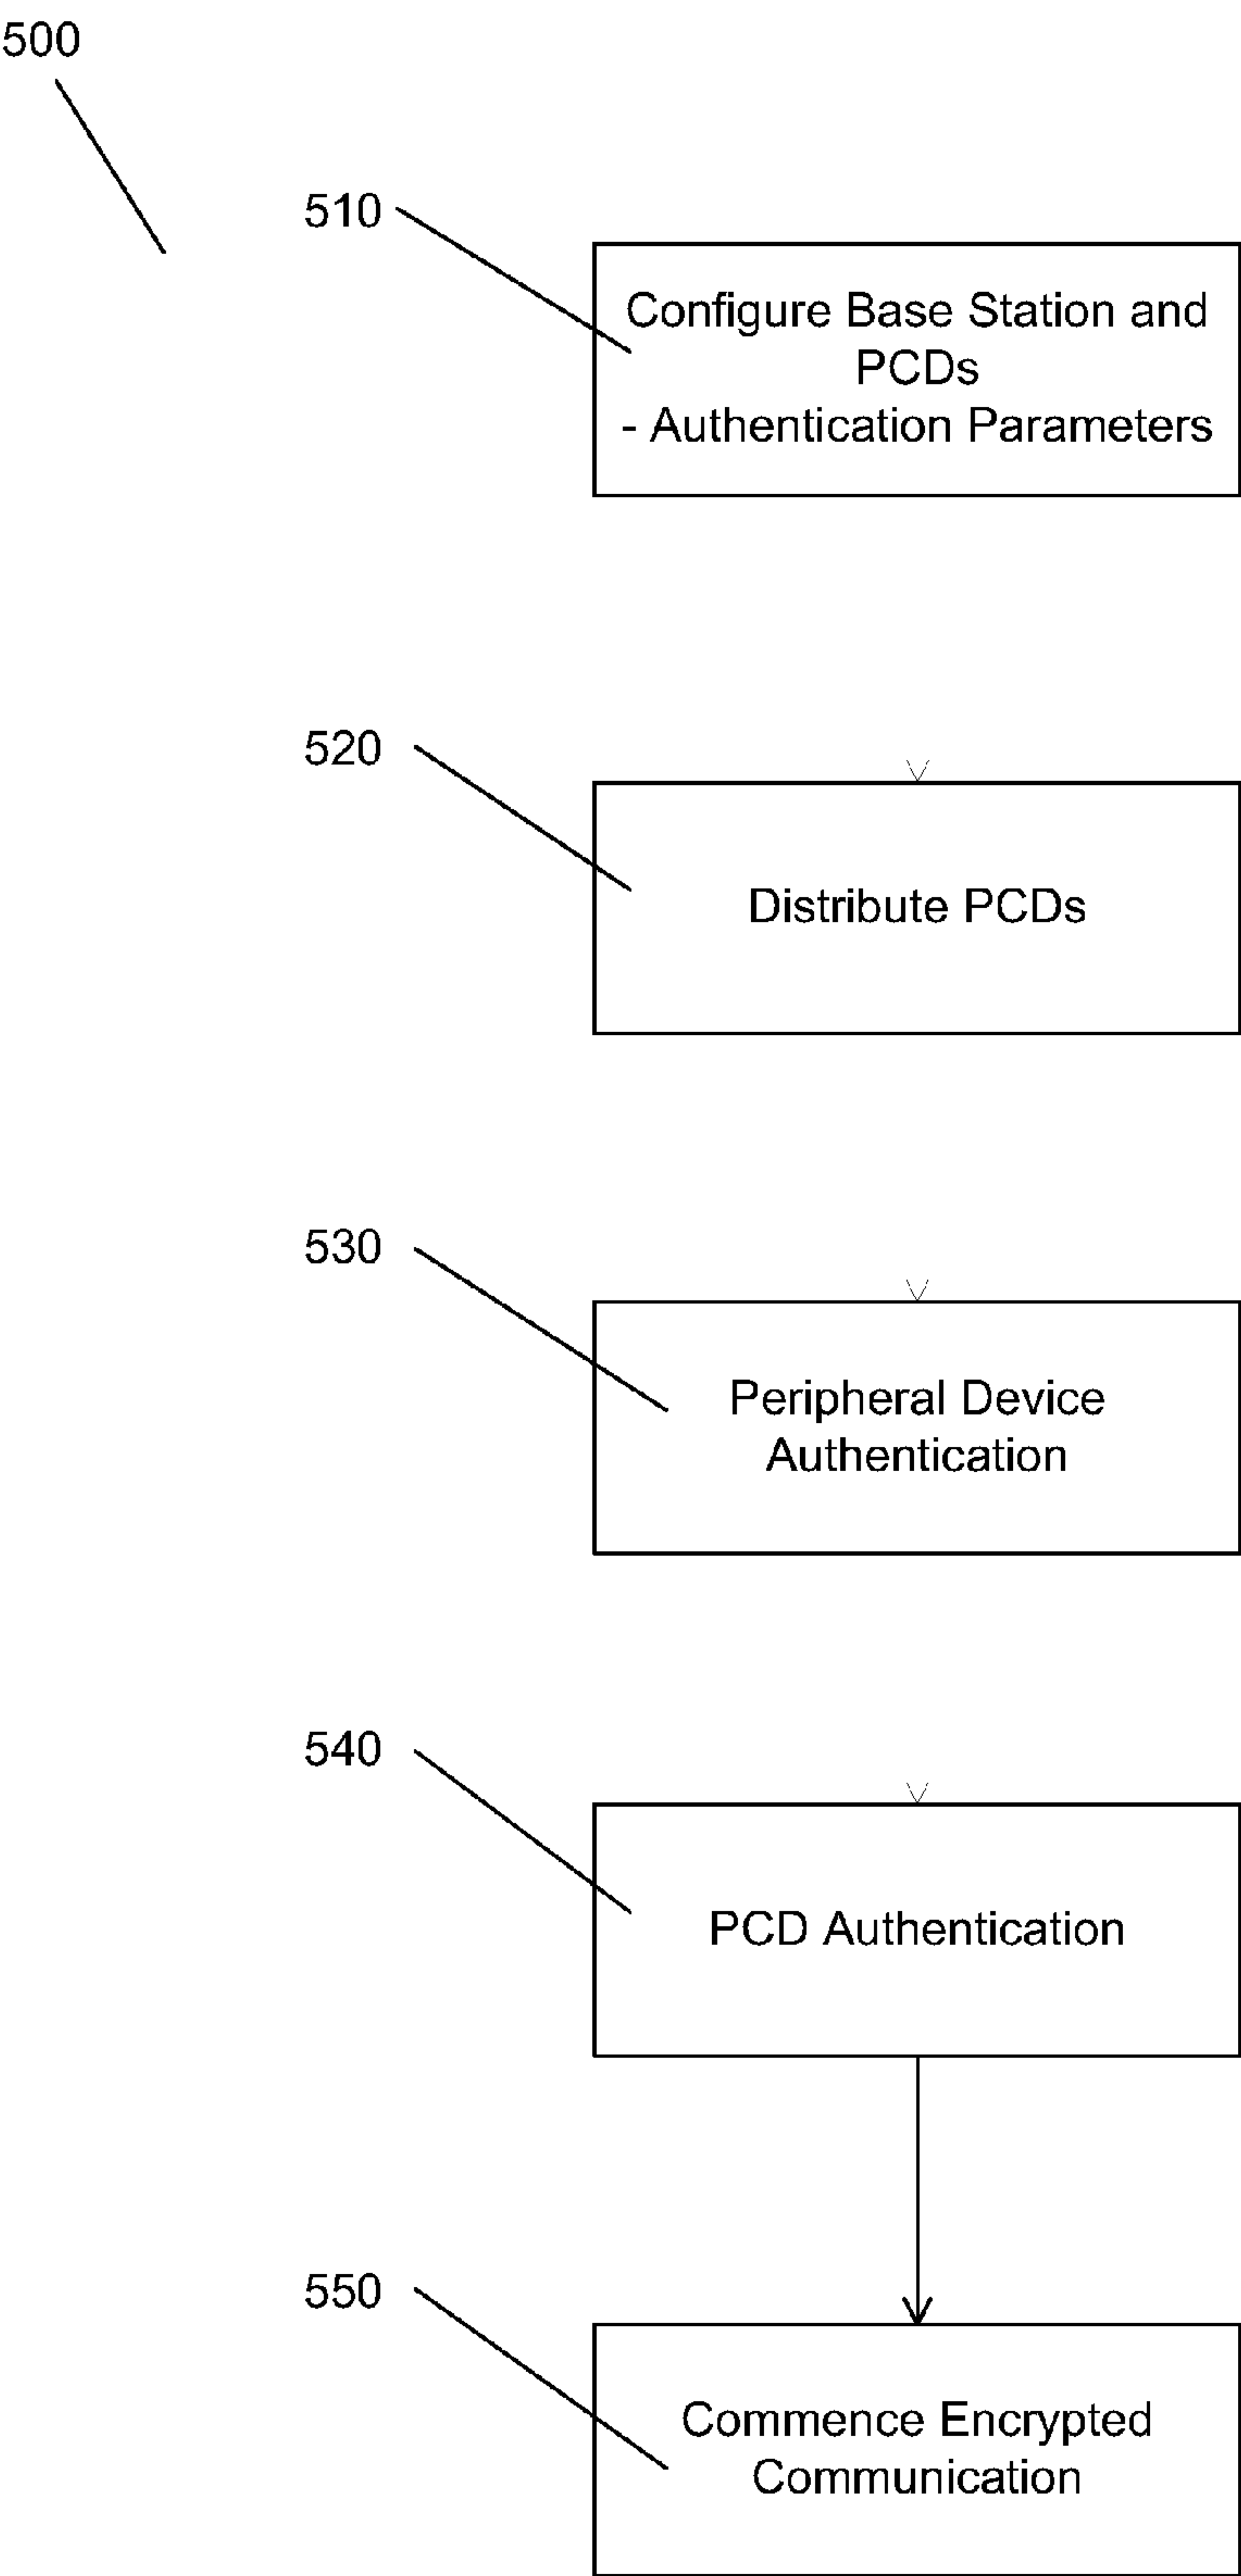 500
510
Configure Base Station and
PCDs
- Authentication Parameters
520
Distribute PCDs
530
Peripheral Device
Authentication
540
PCD Authentication
550
Commence Encrypted
Communication